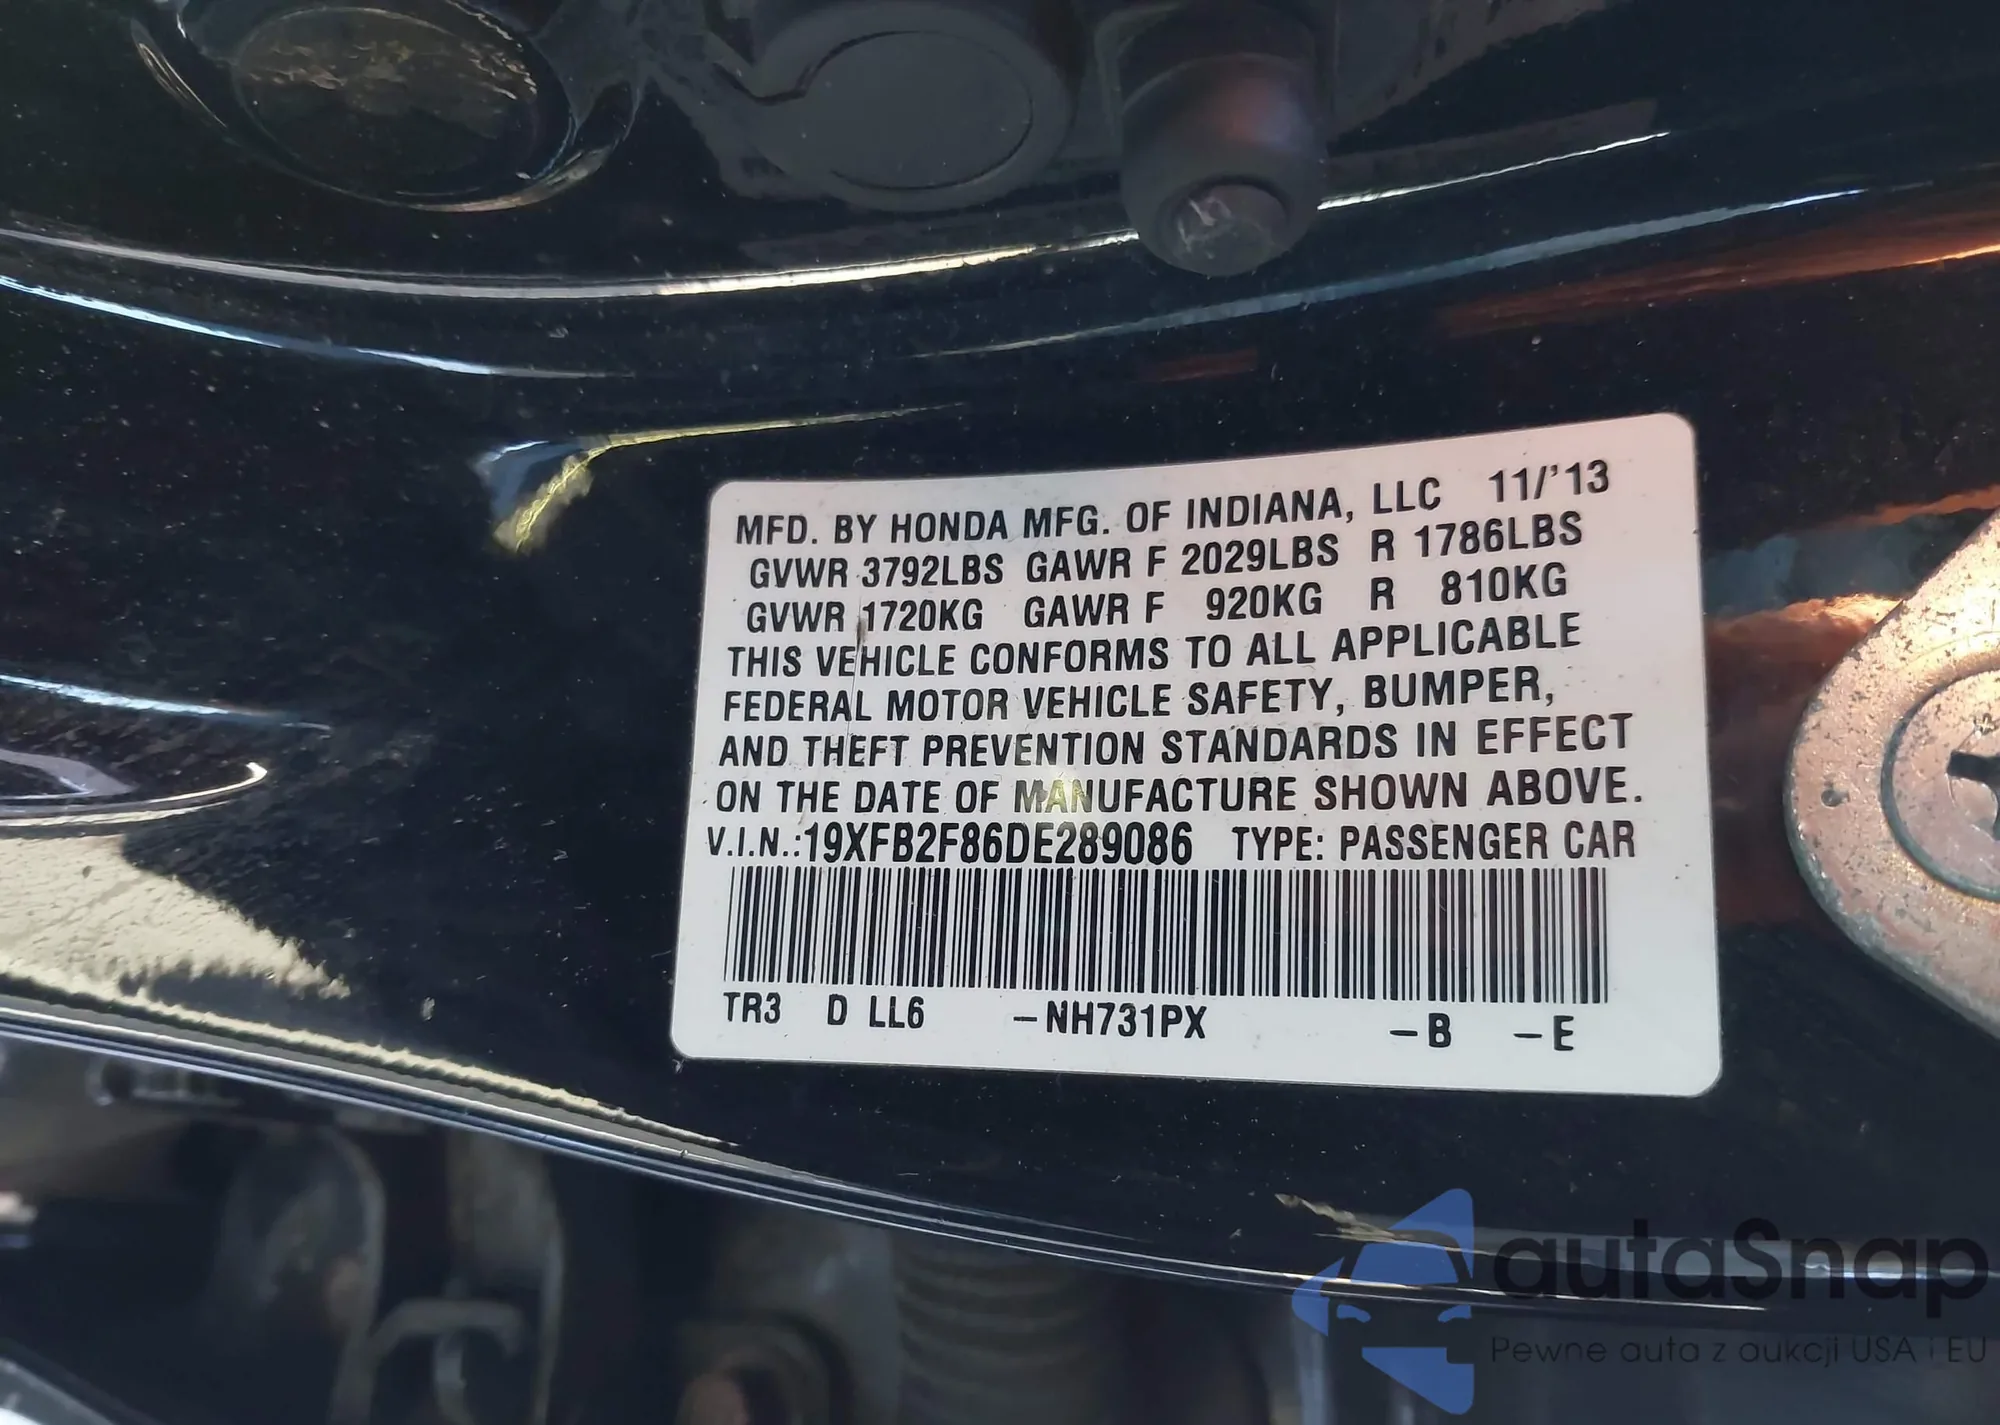 MFD. BY HONDA MFG. OF INDIANA, LLC 11/'13
GVWR 3792LBS GAWR F 2029LBS R 1786LBS
GVWR 1720KG GAWR F 920KG R 810KG
THIS VEHICLE CONFORMS TO ALL APPLICABLE
FEDERAL MOTOR VEHICLE SAFETY, BUMPER,
AND THEFT PREVENTION STANDARDS IN EFFECT
ON THE DATE OF MANUFACTURE SHOWN ABOVE.
V.I.N.:19XFB2F86DE289086 TYPE: PASSENGER CAR
TR3 D LL6 -NH731PX -B -E
autaSnap
Pewne auta z aukcji USA i EU